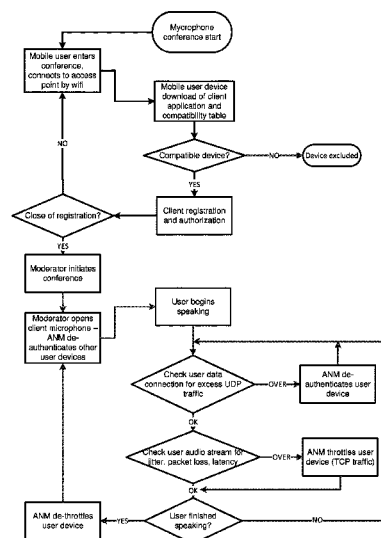 Mycrophone
conference start
Mobile user enters
conference,
connects to access
point by wifi
Mobile user device
download of client
application and
compatibility table
NO
Compatible device?
NO
Device excluded
YES
Close of registration?
Client registration
and authorization
YES
Moderator initiates
conference
Moderator opens
client microphone –
ANM de-
authenticates other
user devices
User begins
speaking
Check user data
connection for excess UDP
traffic
OVER
ANM de-
authenticates user
device
OK
Check user audio stream for
jitter, packet loss, latency
OVER
ANM throttles user
device (TCP traffic)
OK
ANM de-throttles
user device
YES
User finished
speaking?
NO